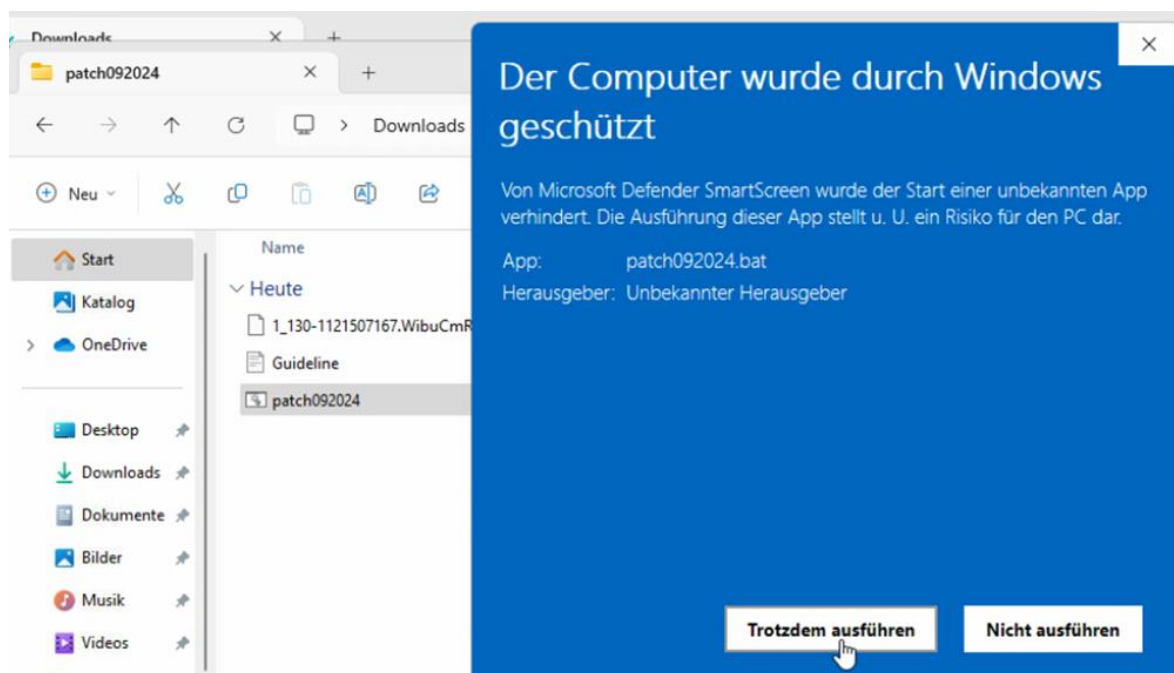 Downloads
patch092024
Downloads
Neu
Start
Katalog
OneDrive
Desktop
Downloads
Dokumente
Bilder
Musik
Videos
Name
Heute
1_130-1121507167.WibuCmR
Guideline
patch092024
Der Computer wurde durch Windows
geschützt
Von Microsoft Defender SmartScreen wurde der Start einer unbekannten App
verhindert. Die Ausführung dieser App stellt u. U. ein Risiko für den PC dar.
App: patch092024.bat
Herausgeber: Unbekannter Herausgeber
Trotzdem ausführen
Nicht ausführen